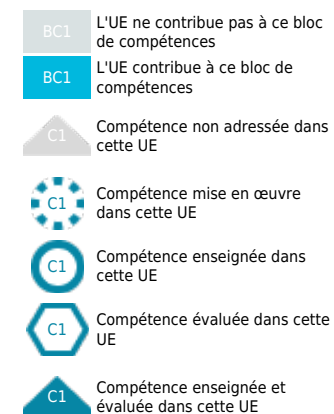 BC1
L'UE ne contribue pas à ce bloc
de compétences
BC1
L'UE contribue à ce bloc de
compétences
C1
Compétence non adressée dans
cette UE
C1
Compétence mise en œuvre
dans cette UE
C1
Compétence enseignée dans
cette UE
C1
Compétence évaluée dans cette
UE
C1
Compétence enseignée et
évaluée dans cette UE